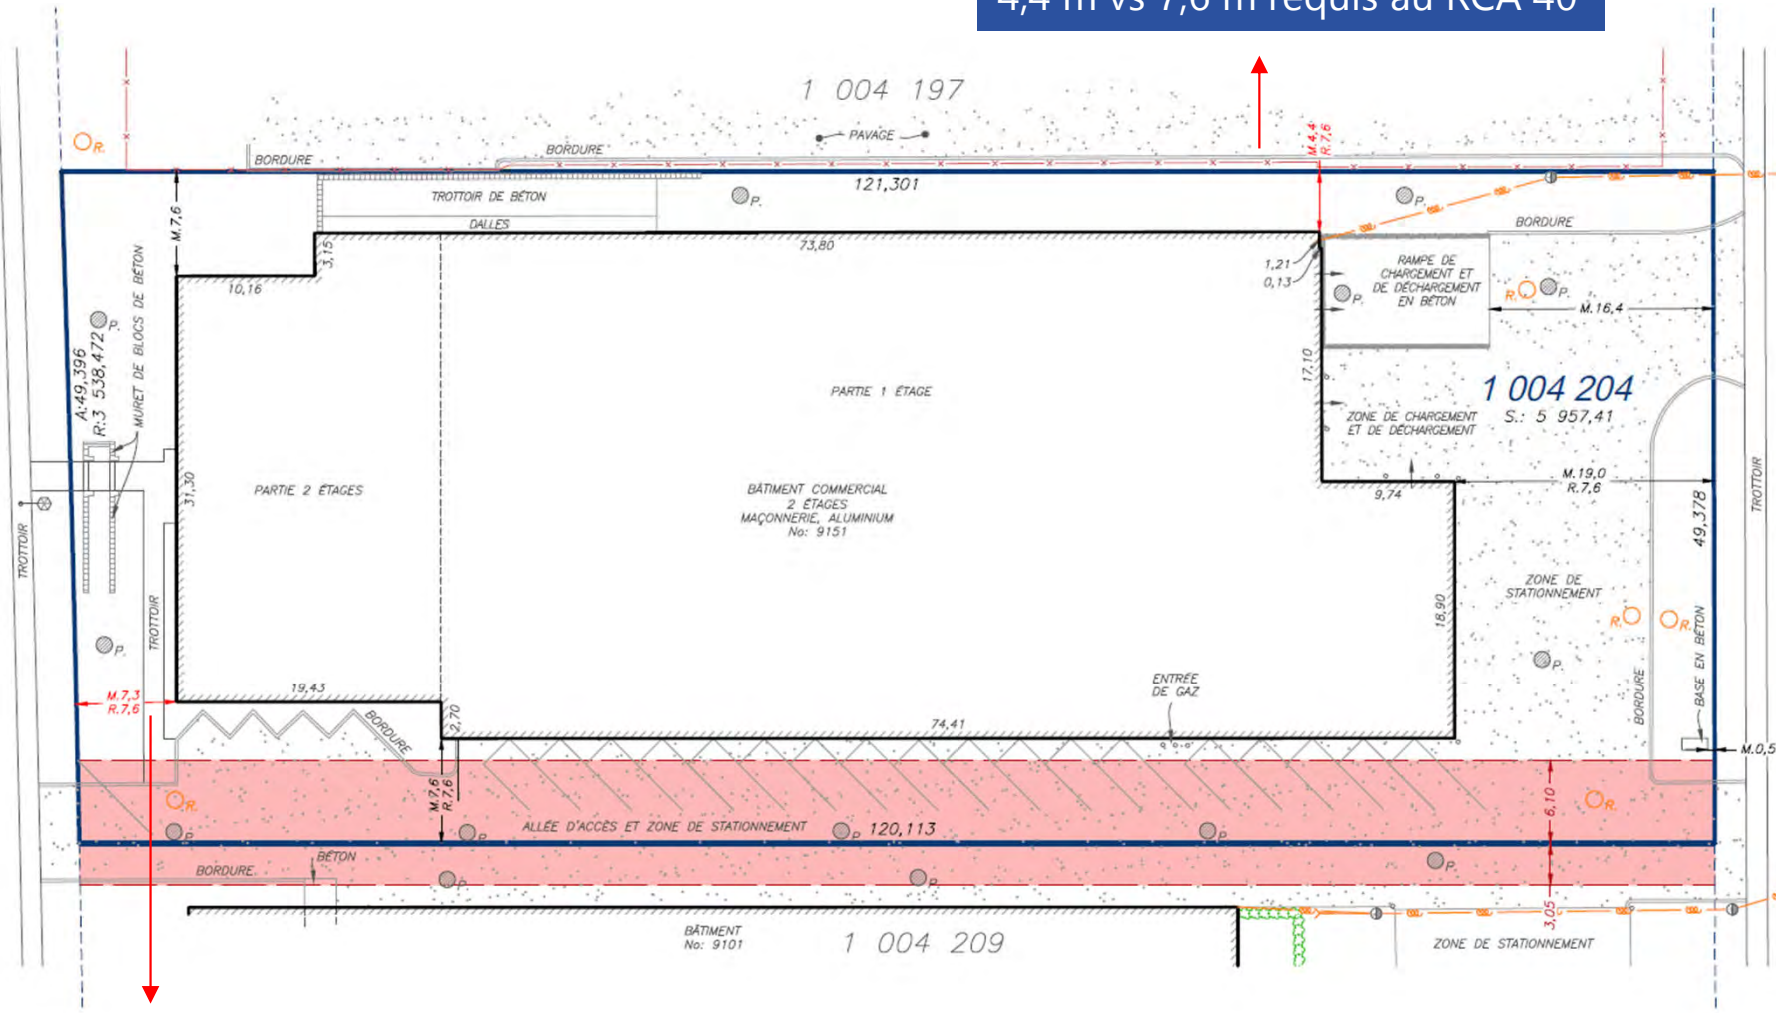 4,4 m vs 7,6 m requis au RCA 40
1 004 197
PAVAGE
R.
BORDURE
BORDURE
M.4,4
R.7,6
121,301
TROTTOIR DE BÉTON
P.
P.
DALLES
BORDURE
M.7,6
3,15
73,80
10,16
1,21
0,13
RAMPE DE
CHARGEMENT ET
DE DÉCHARGEMENT
EN BÉTON
P.
R.
P.
M.16,4
P.
A:49,396
R:3 538,472
MURET DE BLOCS DE BÉTON
17,10
PARTIE 1 ÉTAGE
1 004 204
S.: 5 957,41
ZONE DE CHARGEMENT
ET DE DÉCHARGEMENT
TROTTOIR
M.19,0
R.7,6
9,74
31,30
PARTIE 2 ÉTAGES
BÂTIMENT COMMERCIAL
2 ÉTAGES
MAÇONNERIE, ALUMINIUM
No: 9151
49,378
TROTTOIR
TROTTOIR
ZONE DE
STATIONNEMENT
18,90
R.
R.
BASE EN BÉTON
P.
P.
BORDURE
M.7,3
R.7,6
19,43
BORDURE
2,70
ENTRÉE
DE GAZ
74,41
M.0,5
M.7,6
R.7,6
R.
R.
6,10
P.
P.
ALLÉE D'ACCÈS ET ZONE DE STATIONNEMENT
P.
120,113
P.
BORDURE
BÉTON
P.
P.
P.
3,05
BÂTIMENT
No: 9101
1 004 209
ZONE DE STATIONNEMENT